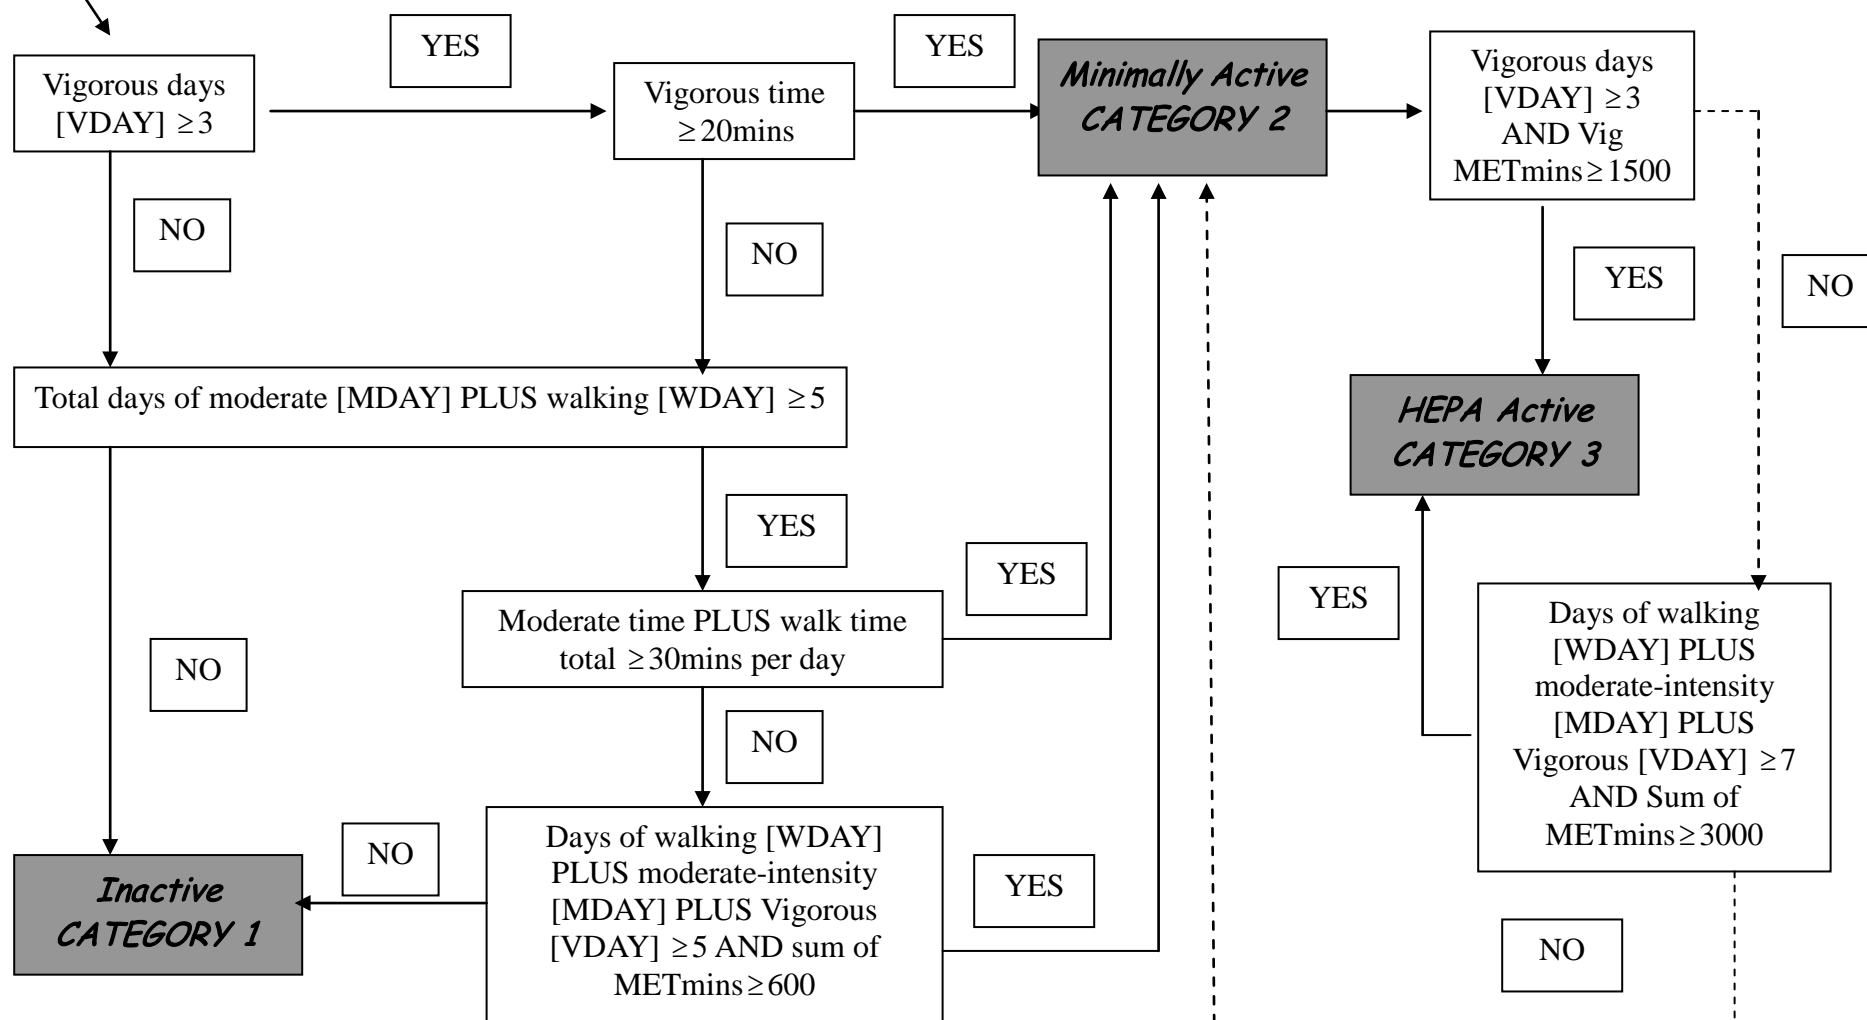 YES
YES
Vigorous days
[VDAY] ≥3
Vigorous time
≥20mins
Minimally Active
CATEGORY 2
Vigorous days
[VDAY] ≥3
AND Vig
METmins≥1500
NO
NO
YES
NO
Total days of moderate [MDAY] PLUS walking [WDAY] ≥5
HEPA Active
CATEGORY 3
YES
YES
YES
Moderate time PLUS walk time
total ≥30mins per day
NO
NO
Days of walking
[WDAY] PLUS
moderate-intensity
[MDAY] PLUS
Vigorous [VDAY] ≥7
AND Sum of
METmins≥3000
Inactive
CATEGORY 1
NO
Days of walking [WDAY]
PLUS moderate-intensity
[MDAY] PLUS Vigorous
[VDAY] ≥5 AND sum of
METmins≥600
YES
NO